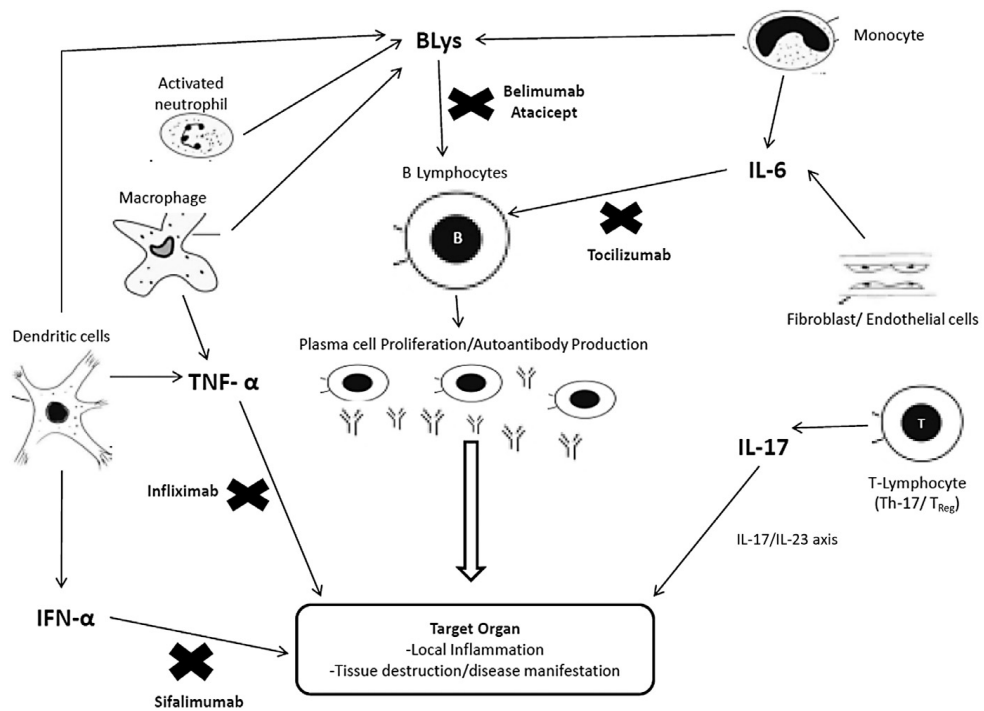 BLys
Monocyte
Activated
neutrophil
Belimumab
Atacicept
B Lymphocytes
IL-6
Macrophage
B
Tocilizumab
Fibroblast/ Endothelial cells
Dendritic cells
Plasma cell Proliferation/Autoantibody Production
TNF- α
T
IL-17
T-Lymphocyte
(Th-17/ TReg)
Infliximab
IL-17/IL-23 axis
IFN-α
Target Organ
-Local Inflammation
-Tissue destruction/disease manifestation
Sifalimumab